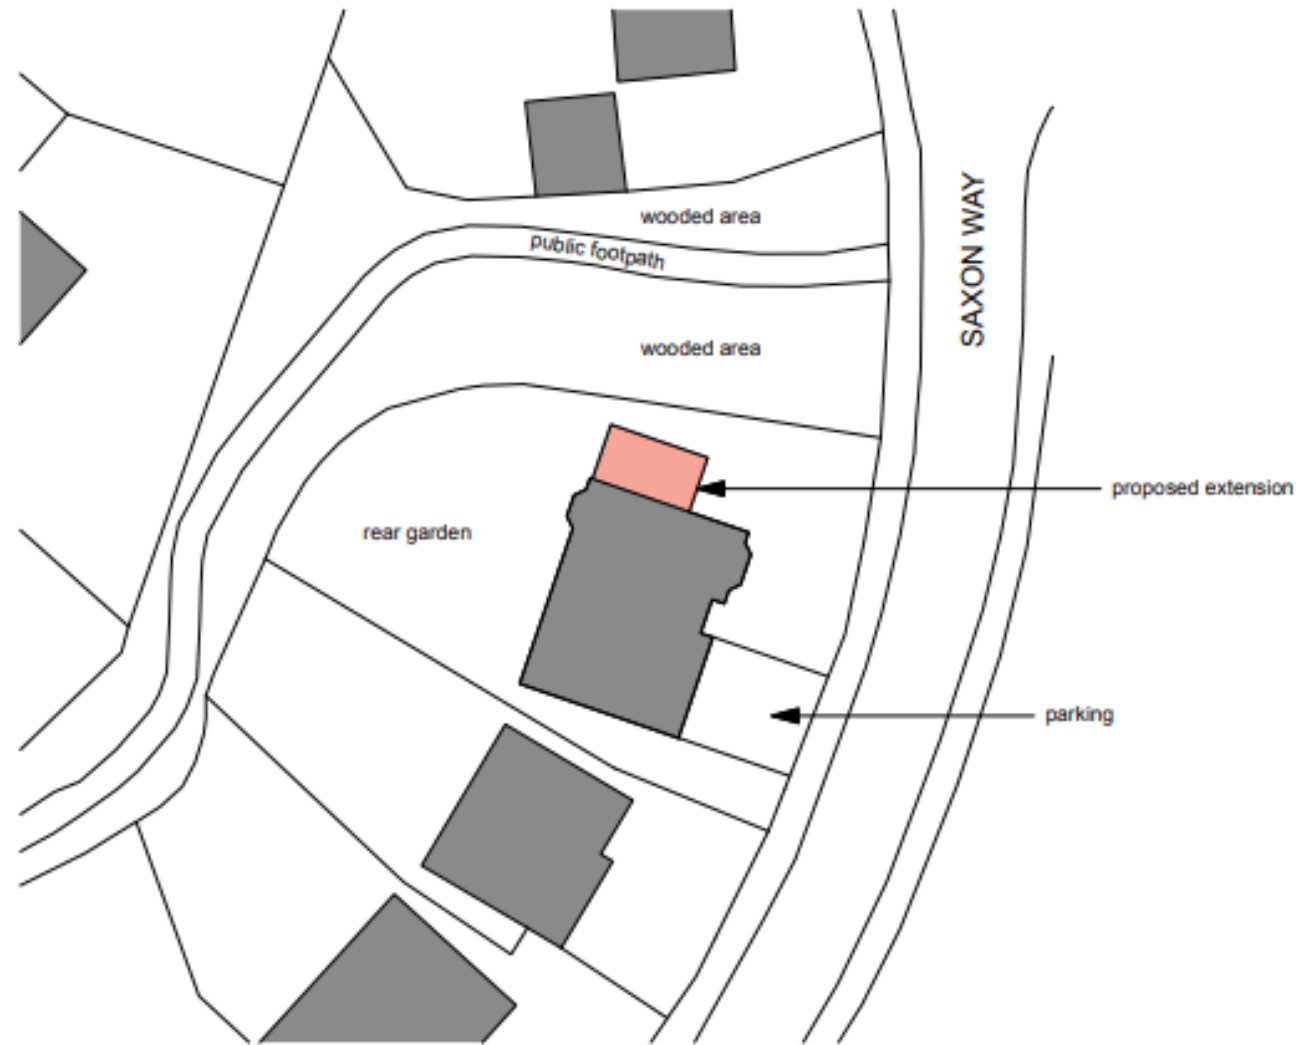 wooded area
public footpath
SAXON WAY
wooded area
proposed extension
rear garden
parking